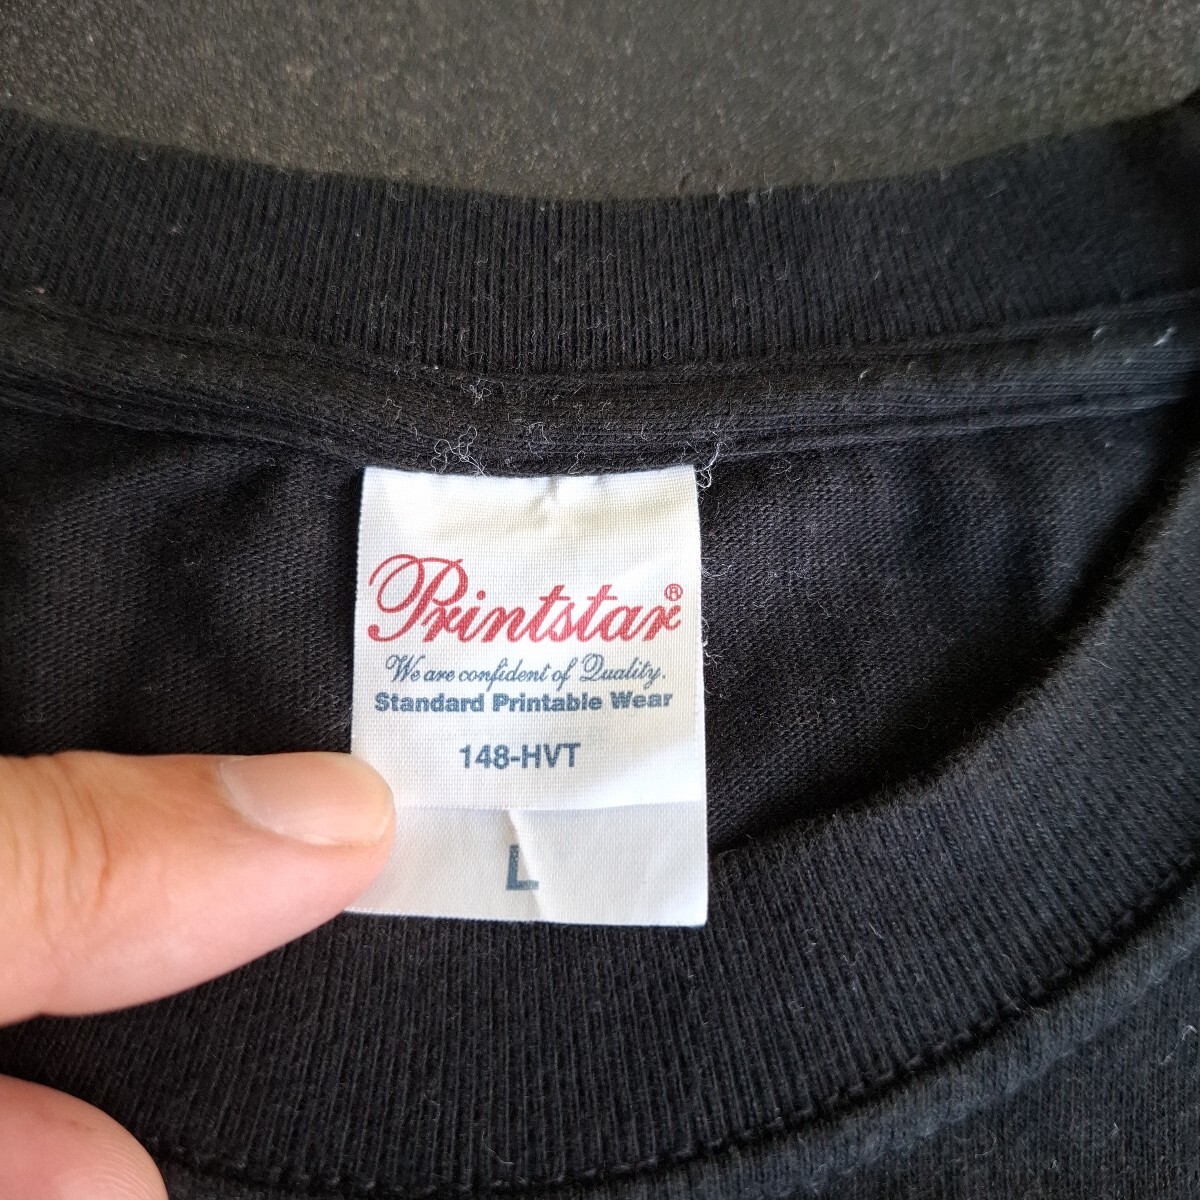 Printstar®
We are confident of Quality.
Standard Printable Wear
148-HVT
L